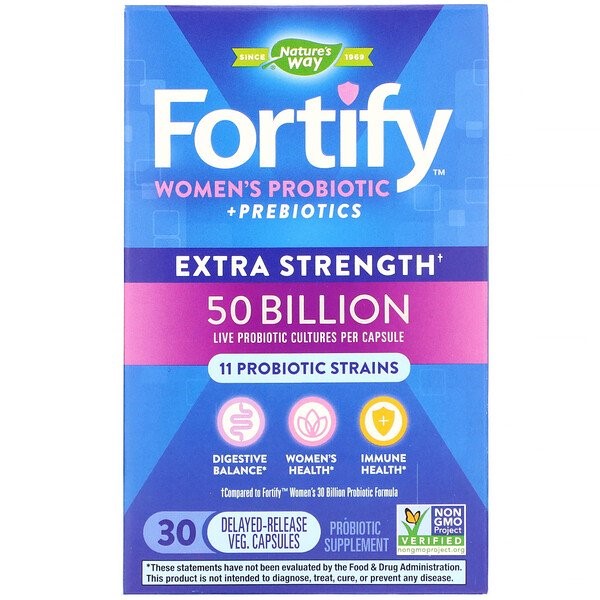 SINCE Nature's Way 1969
Fortify™
WOMEN'S PROBIOTIC
+PREBIOTICS
EXTRA STRENGTH†
50 BILLION
LIVE PROBIOTIC CULTURES PER CAPSULE
11 PROBIOTIC STRAINS
DIGESTIVE BALANCE*
WOMEN'S HEALTH*
IMMUNE HEALTH*
†Compared to Fortify™ Women's 30 Billion Probiotic Formula
30 DELAYED-RELEASE VEG. CAPSULES
PROBIOTIC SUPPLEMENT
NON GMO Project VERIFIED
nongmoproject.org
*These statements have not been evaluated by the Food & Drug Administration.
This product is not intended to diagnose, treat, cure, or prevent any disease.